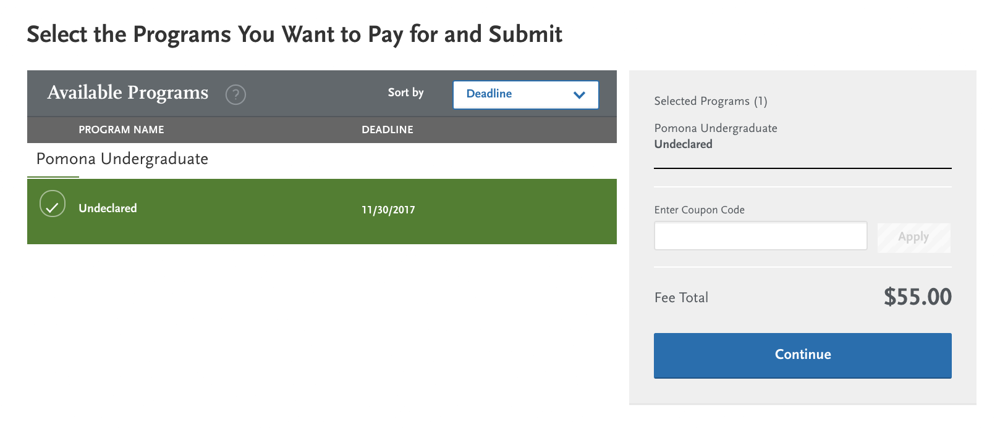 Select the Programs You Want to Pay for and Submit
Available Programs ?
Sort by
Deadline
PROGRAM NAME
DEADLINE
Pomona Undergraduate
Undeclared
11/30/2017
Selected Programs (1)
Pomona Undergraduate
Undeclared
Enter Coupon Code
Apply
Fee Total
$55.00
Continue